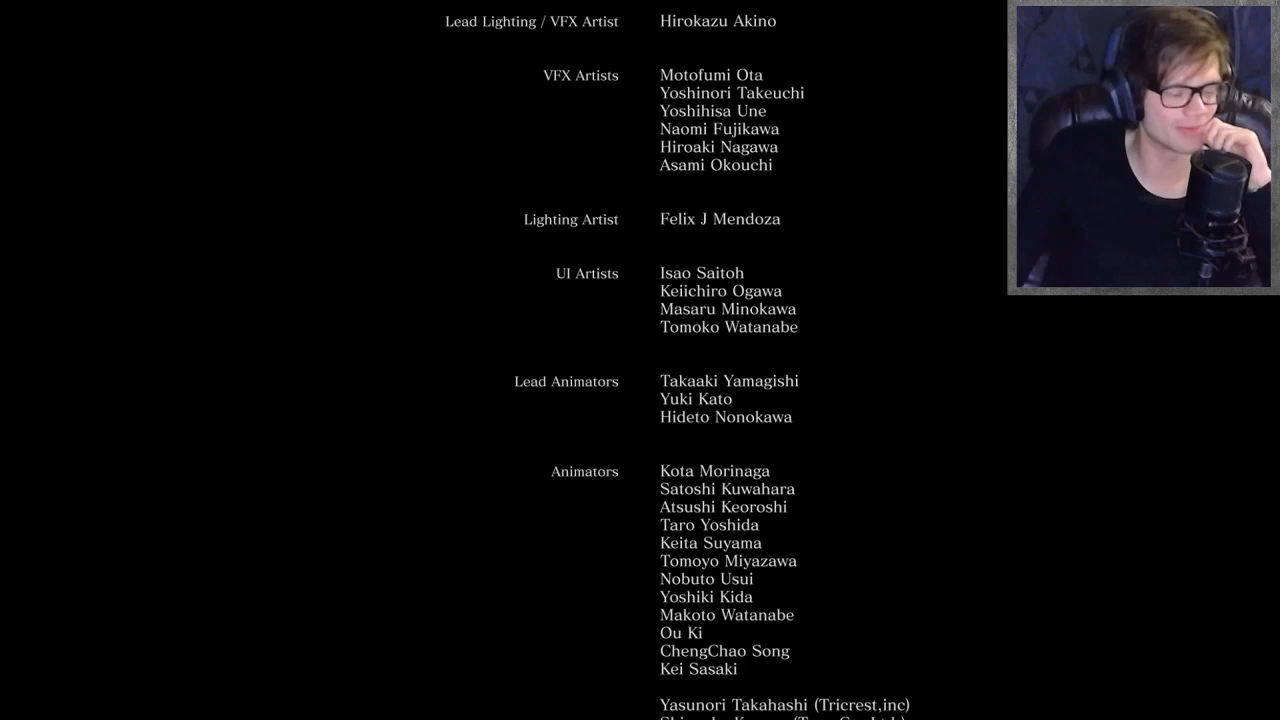 Lead Lighting / VFX Artist Hirokazu Akino
VFX Artists Motofumi Ota
Yoshinori Takeuchi
Yoshihisa Une
Naomi Fujikawa
Hiroaki Nagawa
Asami Okouchi
Lighting Artist Felix J Mendoza
UI Artists Isao Saitoh
Keiichiro Ogawa
Masaru Minokawa
Tomoko Watanabe
Lead Animators Takaaki Yamagishi
Yuki Kato
Hideto Nonokawa
Animators Kota Morinaga
Satoshi Kuwahara
Atsushi Keoroshi
Taro Yoshida
Keita Suyama
Tomoyo Miyazawa
Nobuto Usui
Yoshiki Kida
Makoto Watanabe
Ou Ki
ChengChao Song
Kei Sasaki
Yasunori Takahashi (Tricrest,inc)